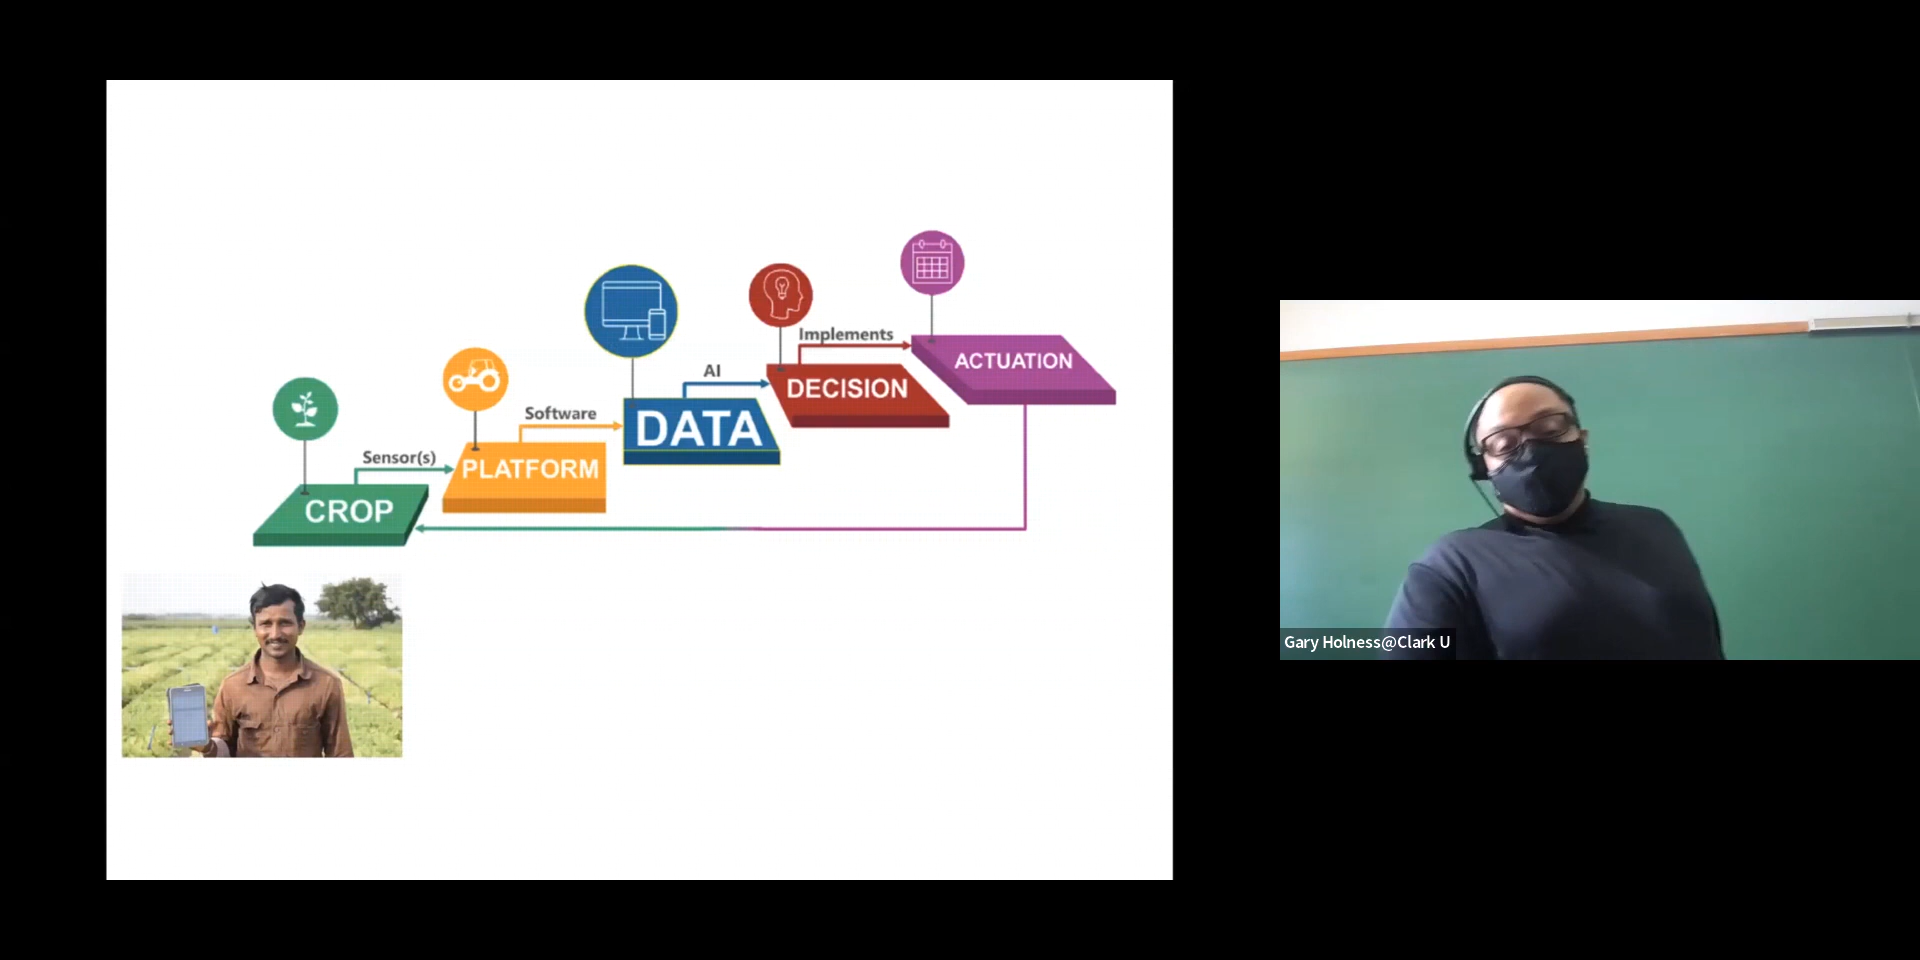 Implements
ACTUATION
AI
DECISION
Software
DATA
Sensor(s)
PLATFORM
CROP
Gary Holness@Clark U